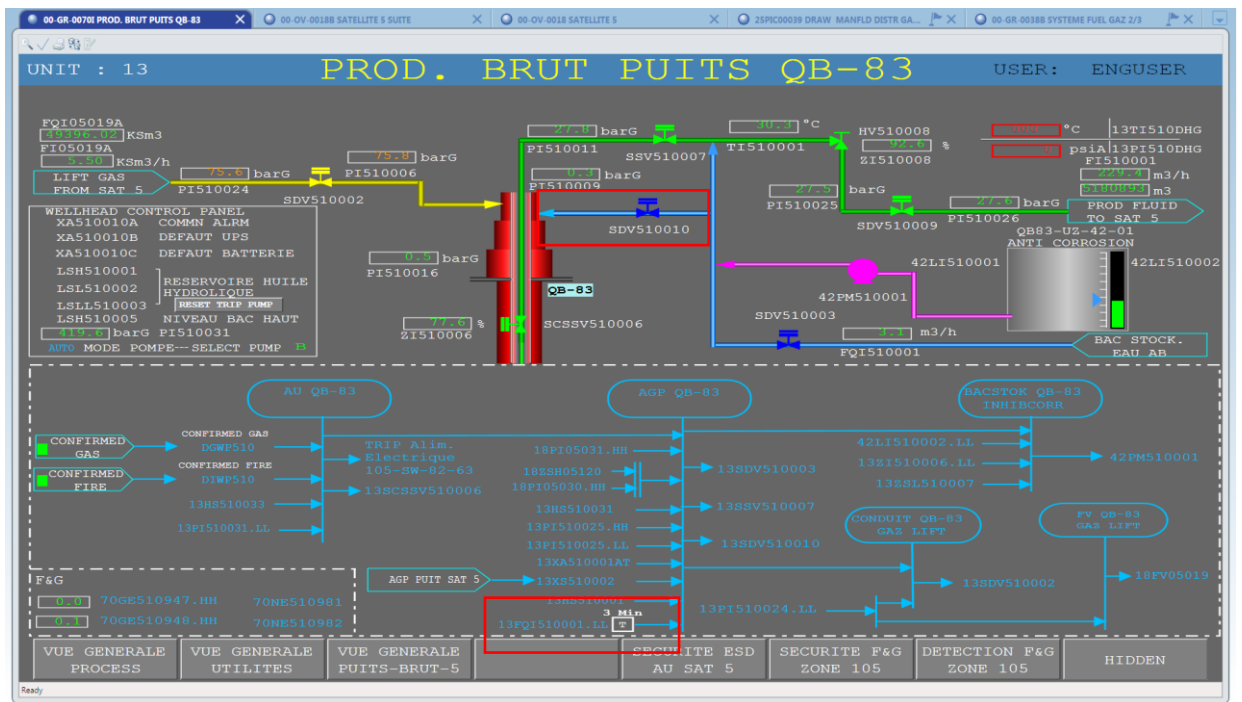 00-GR-0070I PROD. BRUT PUITS QB-83
00-OV-0018B SATELLITE 5 SUITE
00-OV-0018 SATELLITE 5
25PIC00039 DRAW MANFLD DISTR GA...
00-GR-0038B SYSTEME FUEL GAZ 2/3
UNIT : 13
PROD. BRUT PUITS QB-83
USER: ENGUSER
FQI05019A
49396.02 KSm3
FI05019A
5.50 KSm3/h
LIFT GAS
FROM SAT 5
75.6 barG
PI510024
SDV510002
75.8 barG
PI510006
27.8 barG
PI510011
SSV510007
30.3 °C
TI510001
HV510008
92.6 %
ZI510008
°C 13TI510DHG
psiA 13PI510DHG
FI510001
229.4 m3/h
5180893 m3
0.3 barG
PI510009
27.5 barG
PI510025
SDV510009
27.6 barG
PI510026
PROD FLUID
TO SAT 5
SDV510010
QB83-UZ-42-01
ANTI CORROSION
42LI510001
42LI510002
42PM510001
WELLHEAD CONTROL PANEL
XA510010A COMMN ALRM
XA510010B DEFAUT UPS
XA510010C DEFAUT BATTERIE
LSH510001
LSL510002
LSLL510003
RESERVOIRE HUILE
HYDROLIQUE
RESET TRIP PUMP
LSH510005 NIVEAU BAC HAUT
419.6 barG PI510031
AUTO MODE POMPE---SELECT PUMP B
0.5 barG
PI510016
QB-83
77.6 %
ZI510006
SCSSV510006
SDV510003
3.1 m3/h
FQI510001
BAC STOCK.
EAU AB
AU QB-83
AGP QB-83
BACSTOK QB-83
INHIBCORR
CONFIRMED
GAS
CONFIRMED GAS
DGWP510
CONFIRMED
FIRE
CONFIRMED FIRE
DIWP510
13HS510033
13PI510031.LL
TRIP Alim.
Electrique
105-SW-82-63
13SCSSV510006
18PI05031.HH
18ZSH05120
18PI05030.HH
13HS510031
13PI510025.HH
13PI510025.LL
13XA510001AT
13XS510002
13HS510001
3 Min
13FQI510001.LL T
AGP PUIT SAT 5
13SDV510003
13SSV510007
13SDV510010
42LI510002.LL
13ZI510006.LL
13ZSL510007
42PM510001
CONDUIT QB-83
GAZ LIFT
FV QB-83
GAZ LIFT
13SDV510002
18FV05019
13PI510024.LL
F&G
0.0 70GE510947.HH 70NE510981
0.1 70GE510948.HH 70NE510982
VUE GENERALE
PROCESS
VUE GENERALE
UTILITES
VUE GENERALE
PUITS-BRUT-5
SECURITE ESD
AU SAT 5
SECURITE F&G
ZONE 105
DETECTION F&G
ZONE 105
HIDDEN
Ready